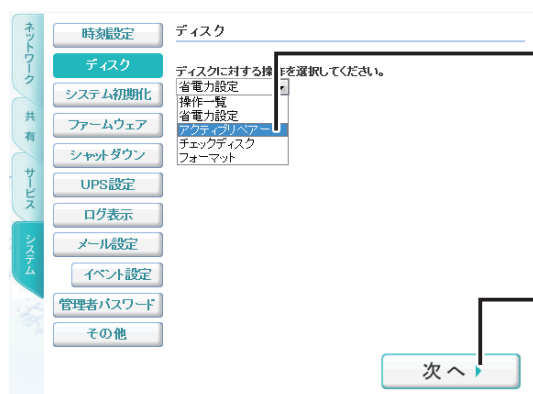 ネットワーク
共有
サービス
システム
時刻設定
ディスク
システム初期化
ファームウェア
シャットダウン
UPS設定
ログ表示
メール設定
イベント設定
管理者パスワード
その他
ディスク
ディスクに対する操作を選択してください。
省電力設定
操作一覧
省電力設定
アクティブリペアー
チェックディスク
フォーマット
次へ